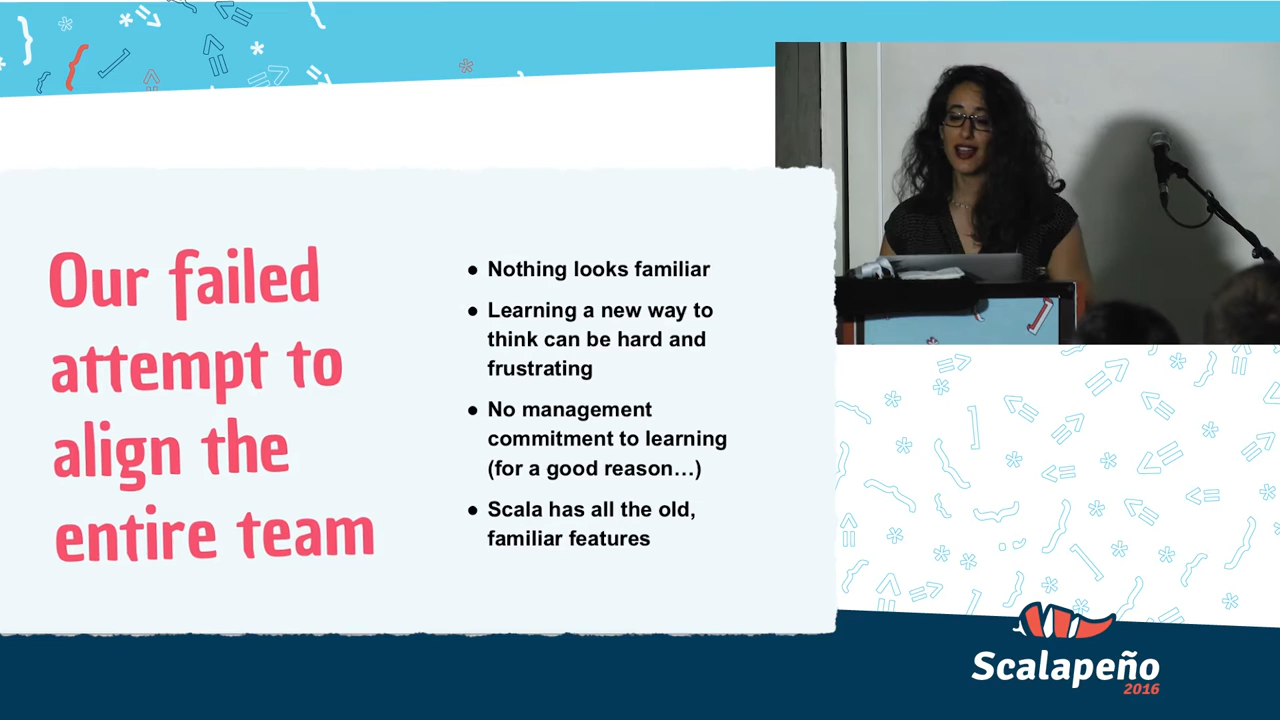 Our failed
attempt to
align the
entire team
● Nothing looks familiar
● Learning a new way to
think can be hard and
frustrating
● No management
commitment to learning
(for a good reason…)
● Scala has all the old,
familiar features
Scalapeño
2016